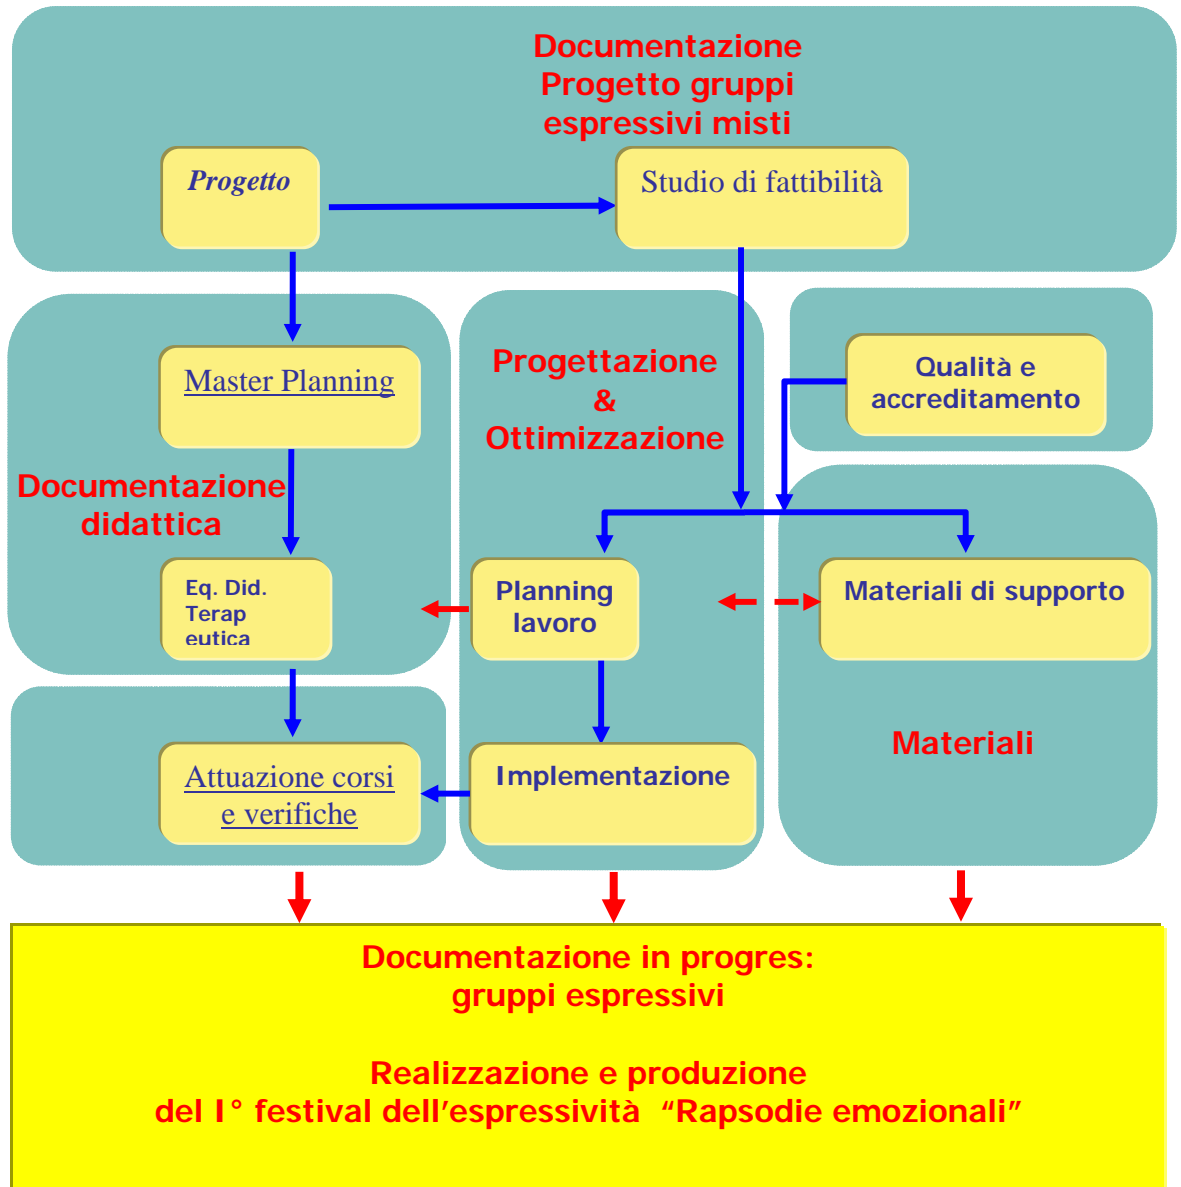 Documentazione
Progetto gruppi
espressivi misti
Progetto
Studio di fattibilità
Master Planning
Progettazione
&
Ottimizzazione
Qualità e
accreditamento
Documentazione
didattica
Eq. Did.
Terap
eutica
Planning
lavoro
Materiali di supporto
Materiali
Attuazione corsi
e verifiche
Implementazione
Documentazione in progres:
gruppi espressivi
Realizzazione e produzione
del I° festival dell’espressività “Rapsodie emozionali”